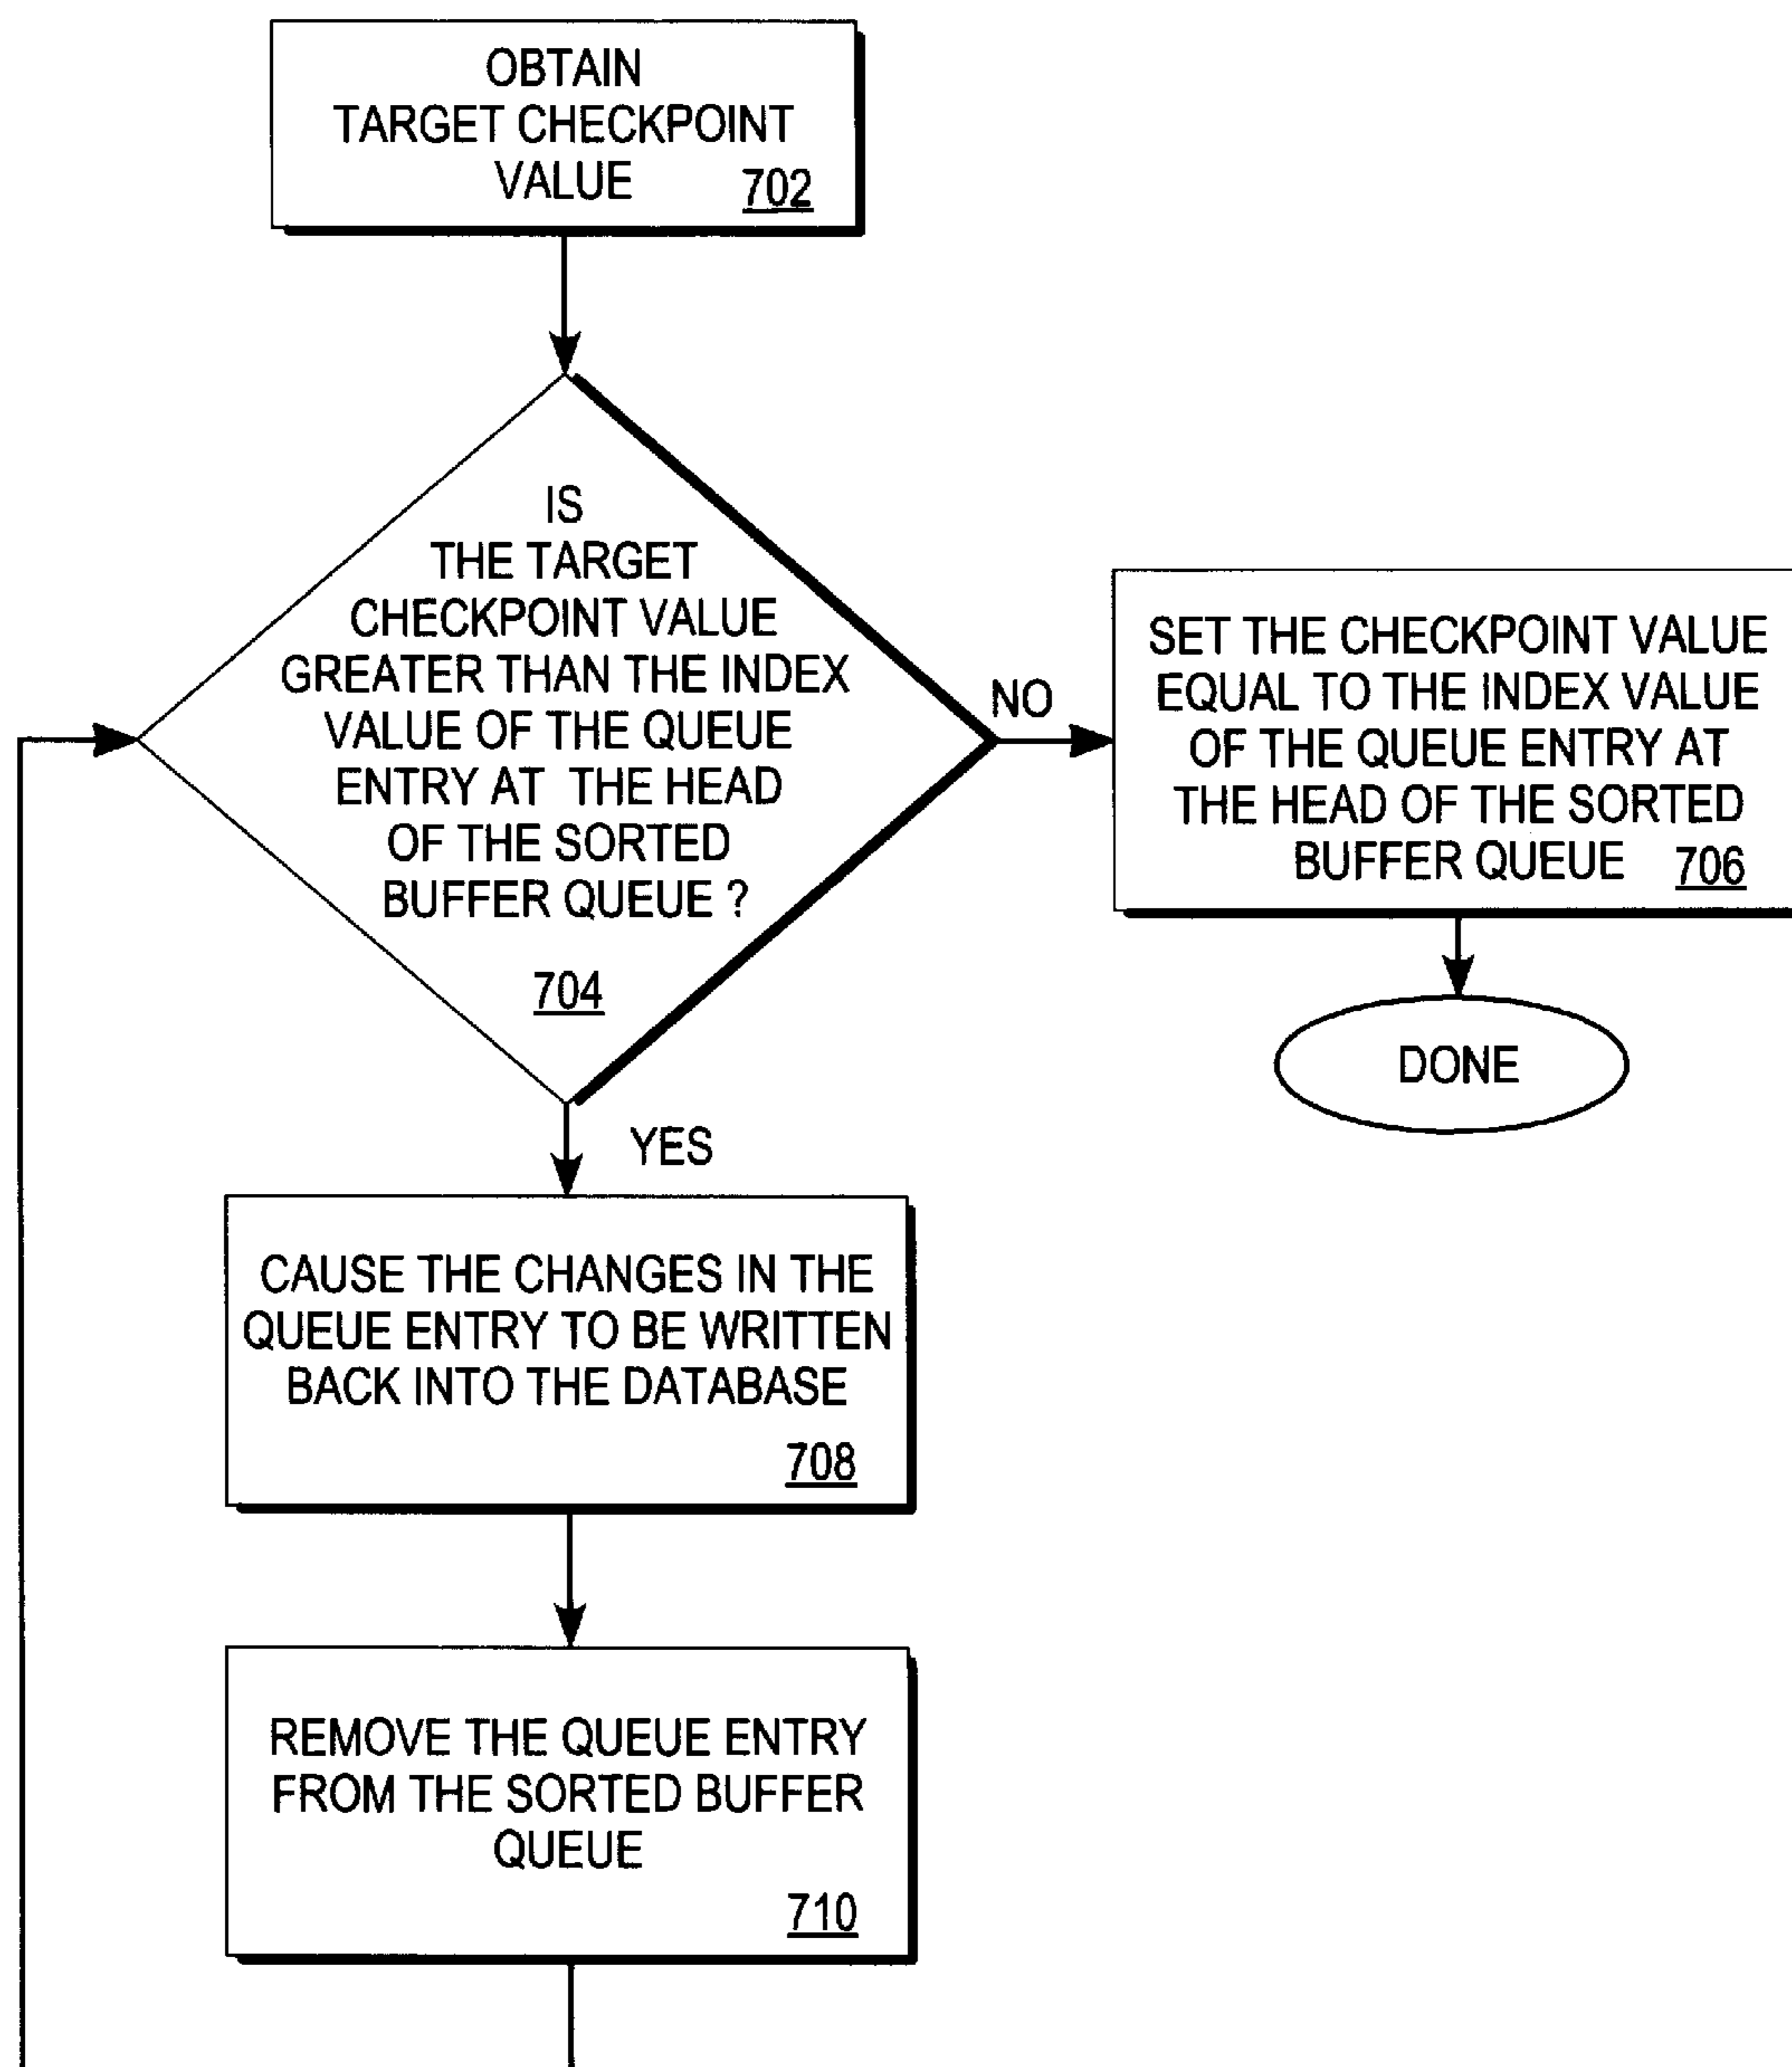 OBTAIN
TARGET CHECKPOINT
VALUE 702
IS
THE TARGET
CHECKPOINT VALUE
GREATER THAN THE INDEX
VALUE OF THE QUEUE
ENTRY AT THE HEAD
OF THE SORTED
BUFFER QUEUE ?
704
NO
SET THE CHECKPOINT VALUE
EQUAL TO THE INDEX VALUE
OF THE QUEUE ENTRY AT
THE HEAD OF THE SORTED
BUFFER QUEUE 706
DONE
YES
CAUSE THE CHANGES IN THE
QUEUE ENTRY TO BE WRITTEN
BACK INTO THE DATABASE
708
REMOVE THE QUEUE ENTRY
FROM THE SORTED BUFFER
QUEUE
710